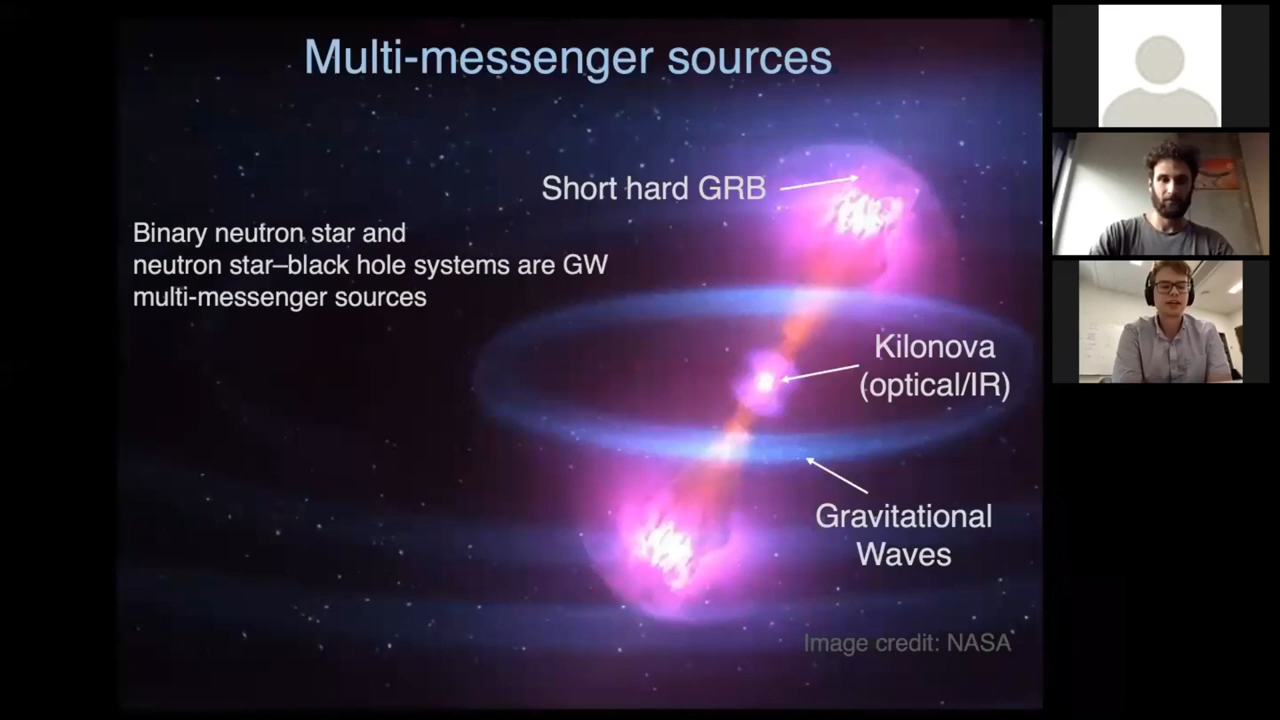 Multi-messenger sources
Short hard GRB
Binary neutron star and
neutron star–black hole systems are GW
multi-messenger sources
Kilonova
(optical/IR)
Gravitational
Waves
Image credit: NASA